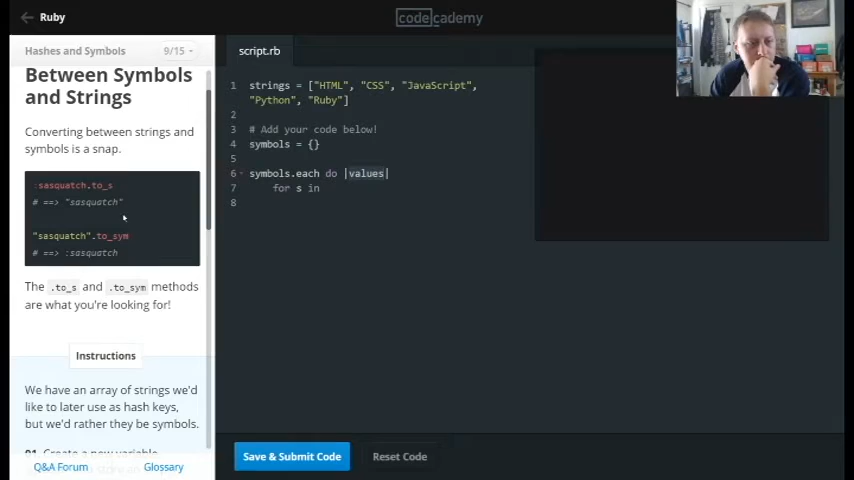 Ruby
codecademy
Hashes and Symbols 9/15
Between Symbols
and Strings
Converting between strings and
symbols is a snap.
:sasquatch.to_s
# ==> "sasquatch"
"sasquatch".to_sym
# ==> :sasquatch
The .to_s and .to_sym methods
are what you're looking for!
Instructions
We have an array of strings we'd
like to later use as hash keys,
but we'd rather they be symbols.
01. Create a new variable,
Q&A Forum Glossary
script.rb
1 strings = ["HTML", "CSS", "JavaScript",
"Python", "Ruby"]
2
3 # Add your code below!
4 symbols = {}
5
6 symbols.each do |values|
7 for s in
8
Save & Submit Code Reset Code